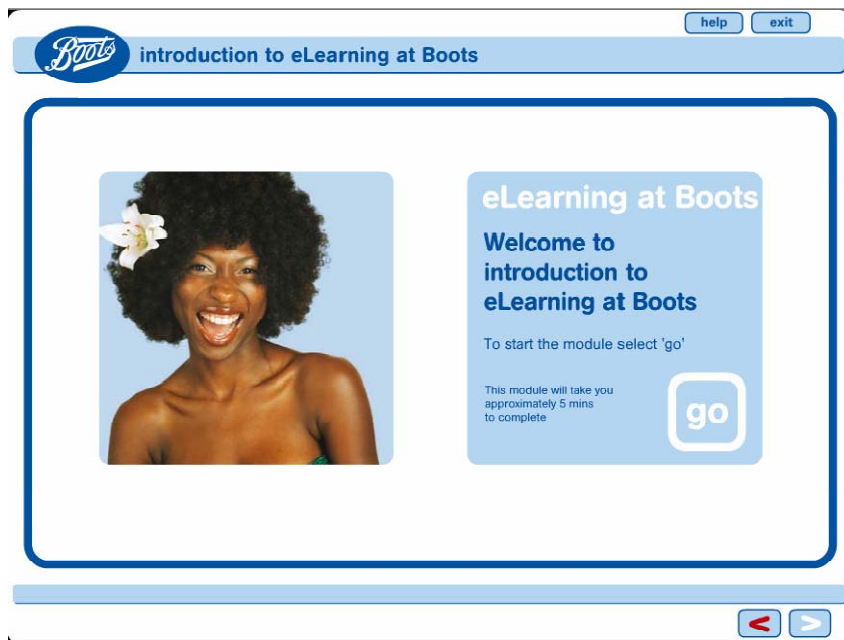 help
exit
Boots
introduction to eLearning at Boots
eLearning at Boots
Welcome to
introduction to
eLearning at Boots
To start the module select 'go'
This module will take you
approximately 5 mins
to complete
go
<
>